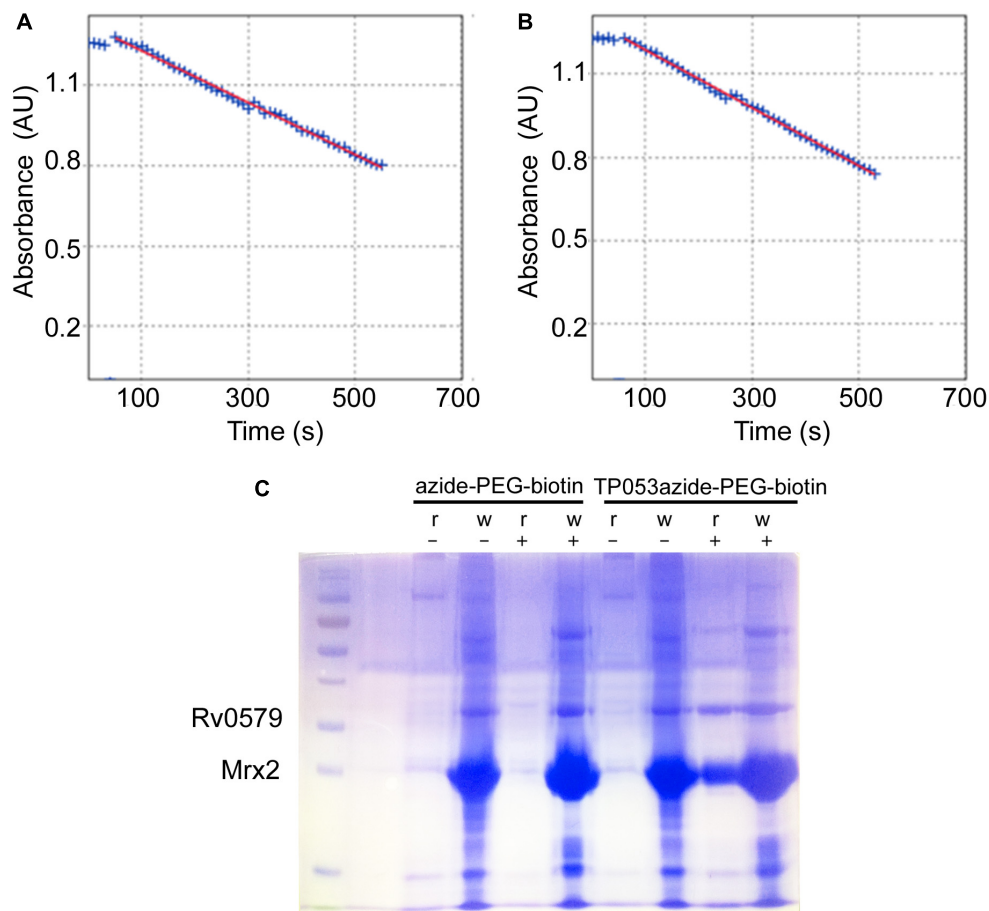 A
B
Absorbance (AU)
1.1
0.8
0.5
0.2
100 300 500 700
Time (s)
Absorbance (AU)
1.1
0.8
0.5
0.2
100 300 500 700
Time (s)
C
azide-PEG-biotin TP053azide-PEG-biotin
r w r w r w r w
– – + + – – + +
Rv0579
Mrx2